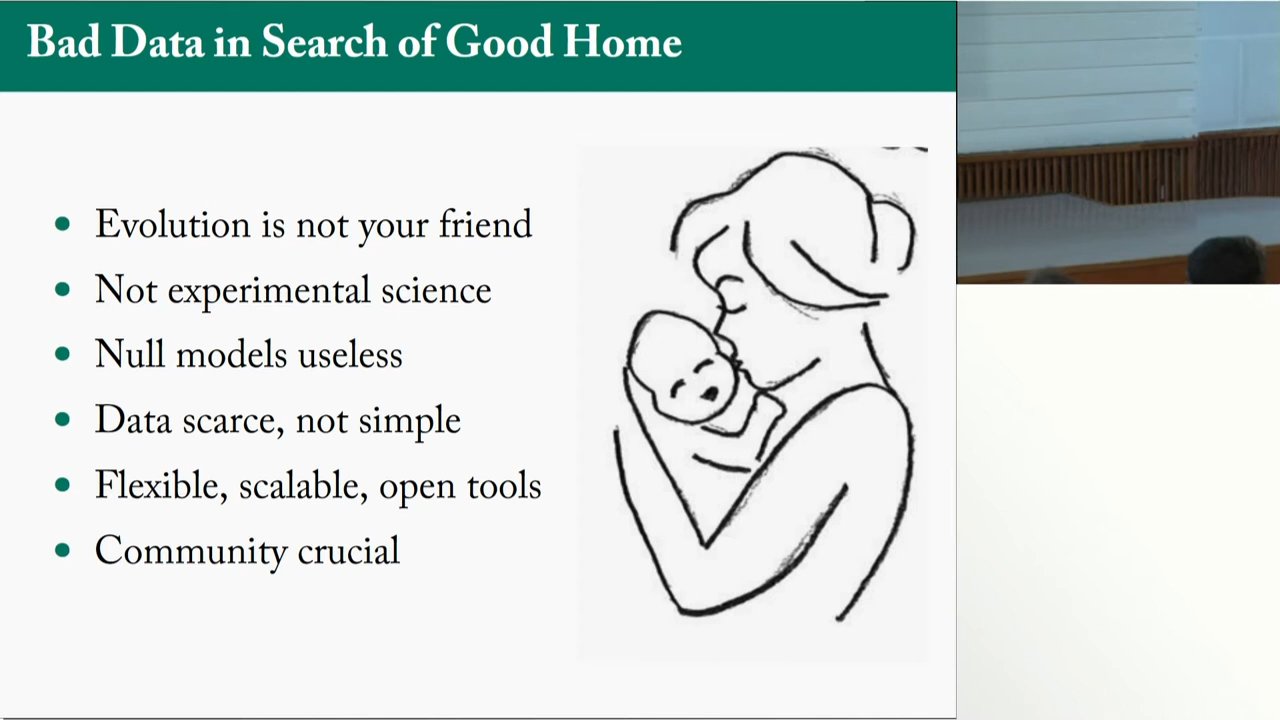 Bad Data in Search of Good Home
Evolution is not your friend
Not experimental science
Null models useless
Data scarce, not simple
Flexible, scalable, open tools
Community crucial